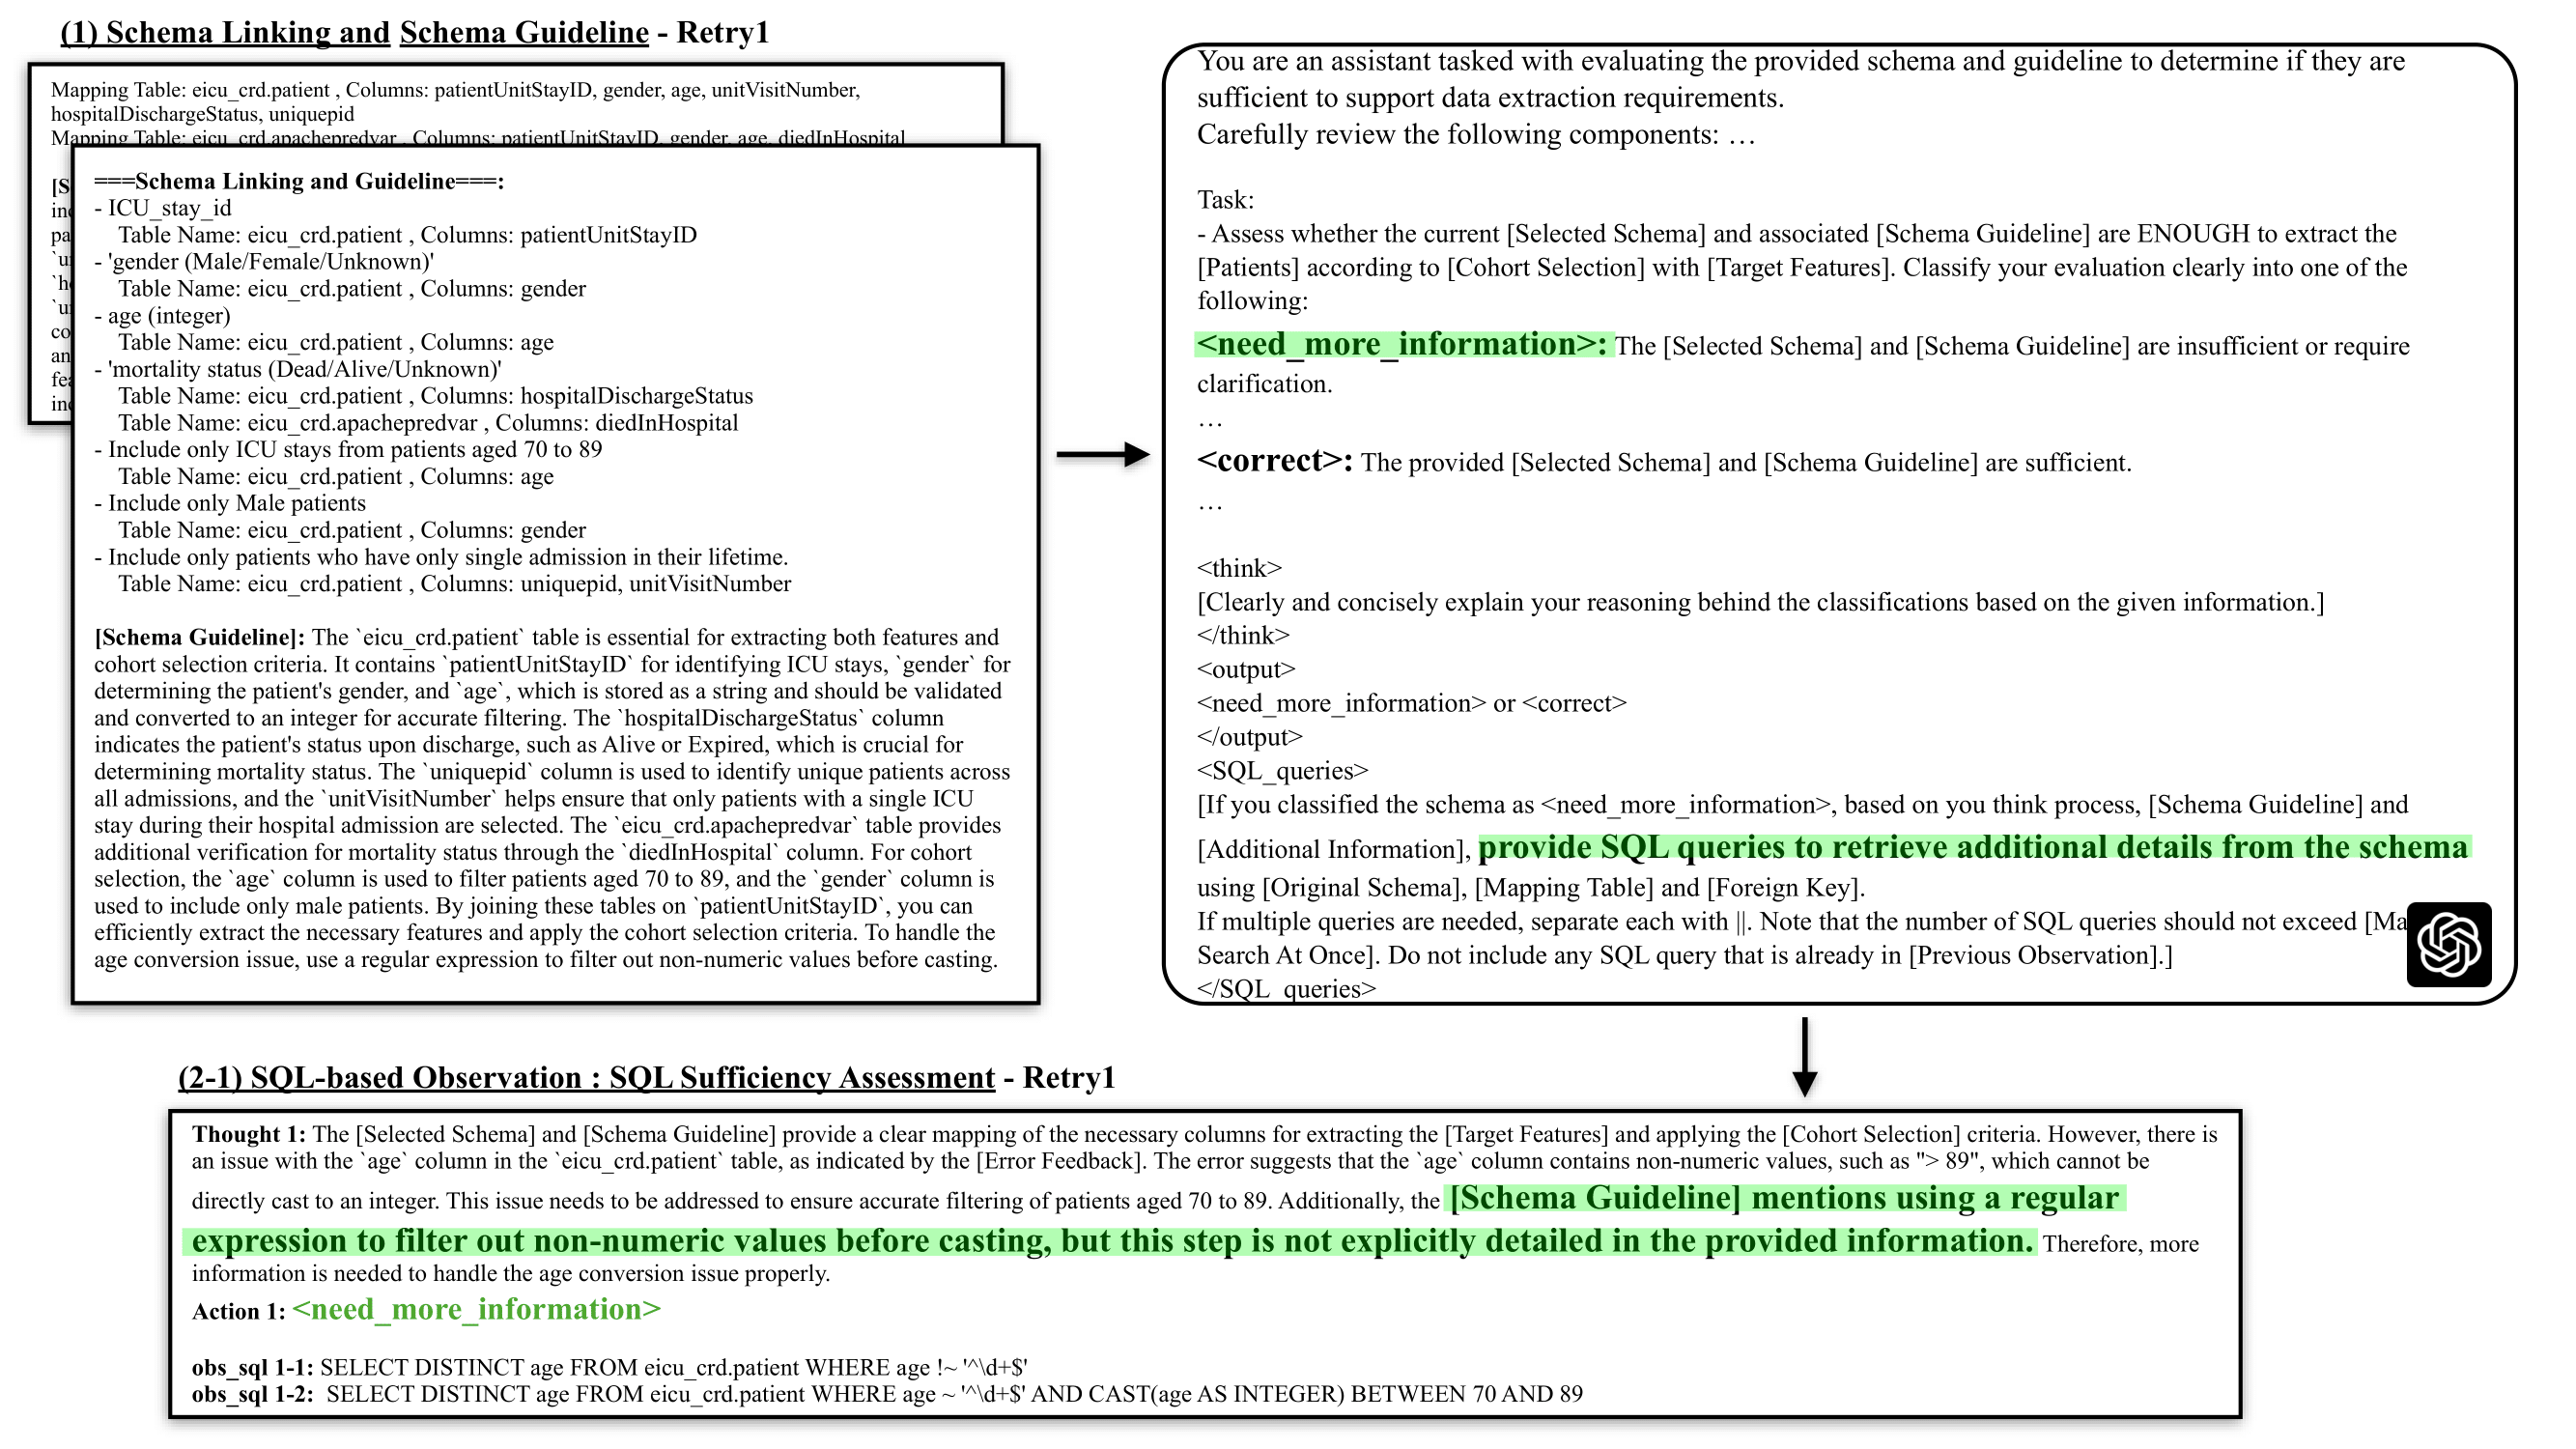 (1) Schema Linking and Schema Guideline - Retry1
Mapping Table: eicu_crd.patient , Columns: patientUnitStayID, gender, age, unitVisitNumber,
hospitalDischargeStatus, uniquepid
Mapping Table: eicu_crd.apachepredvar , Columns: patientUnitStayID, gender, age, diedInHospital
===Schema Linking and Guideline===:
- ICU_stay_id
Table Name: eicu_crd.patient , Columns: patientUnitStayID
- 'gender (Male/Female/Unknown)'
Table Name: eicu_crd.patient , Columns: gender
- age (integer)
Table Name: eicu_crd.patient , Columns: age
- 'mortality status (Dead/Alive/Unknown)'
Table Name: eicu_crd.patient , Columns: hospitalDischargeStatus
Table Name: eicu_crd.apachepredvar , Columns: diedInHospital
- Include only ICU stays from patients aged 70 to 89
Table Name: eicu_crd.patient , Columns: age
- Include only Male patients
Table Name: eicu_crd.patient , Columns: gender
- Include only patients who have only single admission in their lifetime.
Table Name: eicu_crd.patient , Columns: uniquepid, unitVisitNumber
[Schema Guideline]: The `eicu_crd.patient` table is essential for extracting both features and
cohort selection criteria. It contains `patientUnitStayID` for identifying ICU stays, `gender` for
determining the patient's gender, and `age`, which is stored as a string and should be validated
and converted to an integer for accurate filtering. The `hospitalDischargeStatus` column
indicates the patient's status upon discharge, such as Alive or Expired, which is crucial for
determining mortality status. The `uniquepid` column is used to identify unique patients across
all admissions, and the `unitVisitNumber` helps ensure that only patients with a single ICU
stay during their hospital admission are selected. The `eicu_crd.apachepredvar` table provides
additional verification for mortality status through the `diedInHospital` column. For cohort
selection, the `age` column is used to filter patients aged 70 to 89, and the `gender` column is
used to include only male patients. By joining these tables on `patientUnitStayID`, you can
efficiently extract the necessary features and apply the cohort selection criteria. To handle the
age conversion issue, use a regular expression to filter out non-numeric values before casting.
You are an assistant tasked with evaluating the provided schema and guideline to determine if they are
sufficient to support data extraction requirements.
Carefully review the following components: …
Task:
- Assess whether the current [Selected Schema] and associated [Schema Guideline] are ENOUGH to extract the
[Patients] according to [Cohort Selection] with [Target Features]. Classify your evaluation clearly into one of the
following:
<need_more_information>: The [Selected Schema] and [Schema Guideline] are insufficient or require
clarification.
…
<correct>: The provided [Selected Schema] and [Schema Guideline] are sufficient.
…
<think>
[Clearly and concisely explain your reasoning behind the classifications based on the given information.]
</think>
<output>
<need_more_information> or <correct>
</output>
<SQL_queries>
[If you classified the schema as <need_more_information>, based on you think process, [Schema Guideline] and
[Additional Information], provide SQL queries to retrieve additional details from the schema
using [Original Schema], [Mapping Table] and [Foreign Key].
If multiple queries are needed, separate each with ||. Note that the number of SQL queries should not exceed [Ma
Search At Once]. Do not include any SQL query that is already in [Previous Observation].]
</SQL_queries>
(2-1) SQL-based Observation : SQL Sufficiency Assessment - Retry1
Thought 1: The [Selected Schema] and [Schema Guideline] provide a clear mapping of the necessary columns for extracting the [Target Features] and applying the [Cohort Selection] criteria. However, there is
an issue with the `age` column in the `eicu_crd.patient` table, as indicated by the [Error Feedback]. The error suggests that the `age` column contains non-numeric values, such as "> 89", which cannot be
directly cast to an integer. This issue needs to be addressed to ensure accurate filtering of patients aged 70 to 89. Additionally, the [Schema Guideline] mentions using a regular
expression to filter out non-numeric values before casting, but this step is not explicitly detailed in the provided information. Therefore, more
information is needed to handle the age conversion issue properly.
Action 1: <need_more_information>
obs_sql 1-1: SELECT DISTINCT age FROM eicu_crd.patient WHERE age !~ '^\d+$'
obs_sql 1-2: SELECT DISTINCT age FROM eicu_crd.patient WHERE age ~ '^\d+$' AND CAST(age AS INTEGER) BETWEEN 70 AND 89